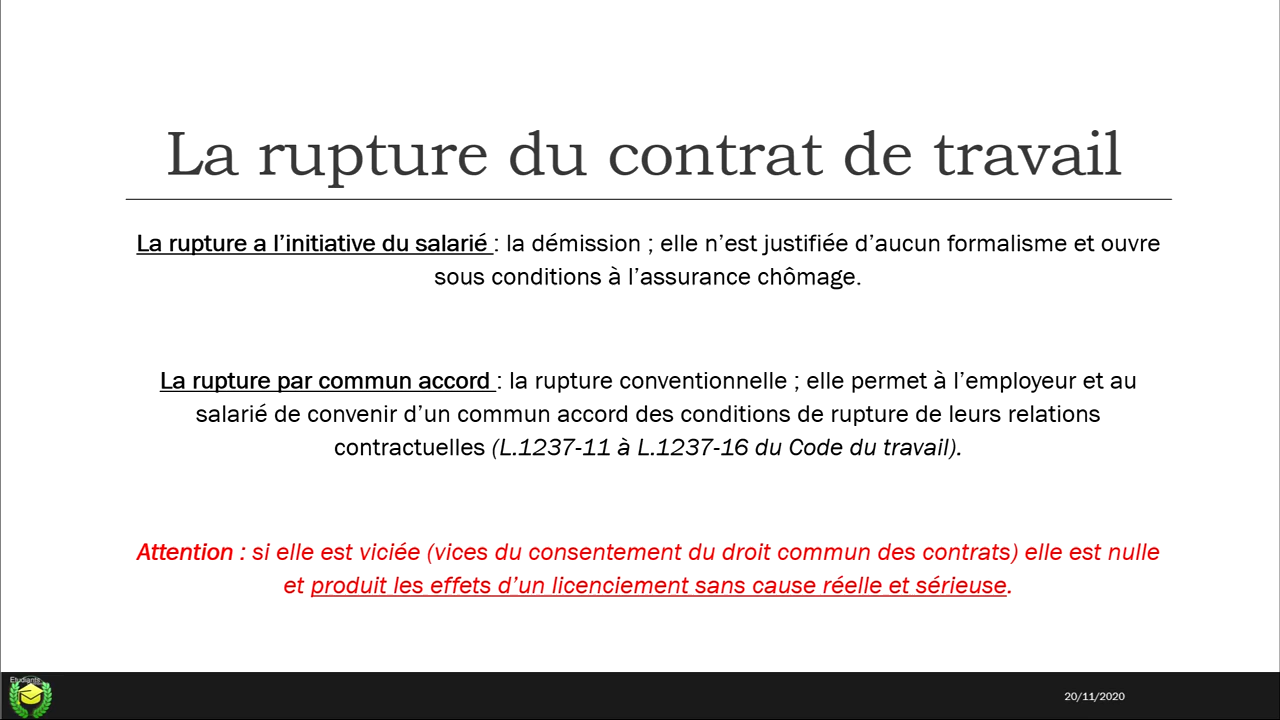 La rupture du contrat de travail
La rupture a l’initiative du salarié : la démission ; elle n’est justifiée d’aucun formalisme et ouvre
sous conditions à l’assurance chômage.
La rupture par commun accord : la rupture conventionnelle ; elle permet à l’employeur et au
salarié de convenir d’un commun accord des conditions de rupture de leurs relations
contractuelles (L.1237-11 à L.1237-16 du Code du travail).
Attention : si elle est viciée (vices du consentement du droit commun des contrats) elle est nulle
et produit les effets d’un licenciement sans cause réelle et sérieuse.
Etudiants
20/11/2020